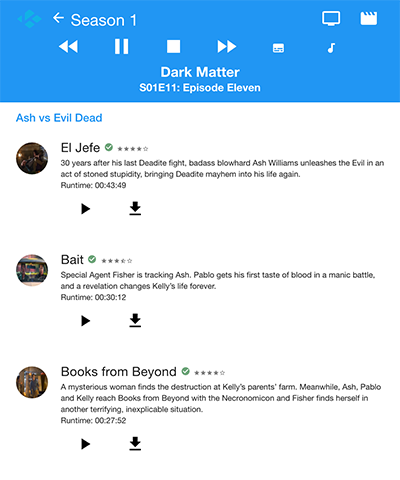 Season 1
Dark Matter
S01E11: Episode Eleven
Ash vs Evil Dead
El Jefe
30 years after his last Deadite fight, badass blowhard Ash Williams unleashes the Evil in an
act of stoned stupidity, bringing Deadite mayhem into his life again.
Runtime: 00:43:49
Bait
Special Agent Fisher is tracking Ash. Pablo gets his first taste of blood in a manic battle,
and a revelation changes Kelly's life forever.
Runtime: 00:30:12
Books from Beyond
A mysterious woman finds the destruction at Kelly's parents' farm. Meanwhile, Ash, Pablo
and Kelly reach Books from Beyond with the Necronomicon and Fisher finds herself in
another terrifying, inexplicable situation.
Runtime: 00:27:52